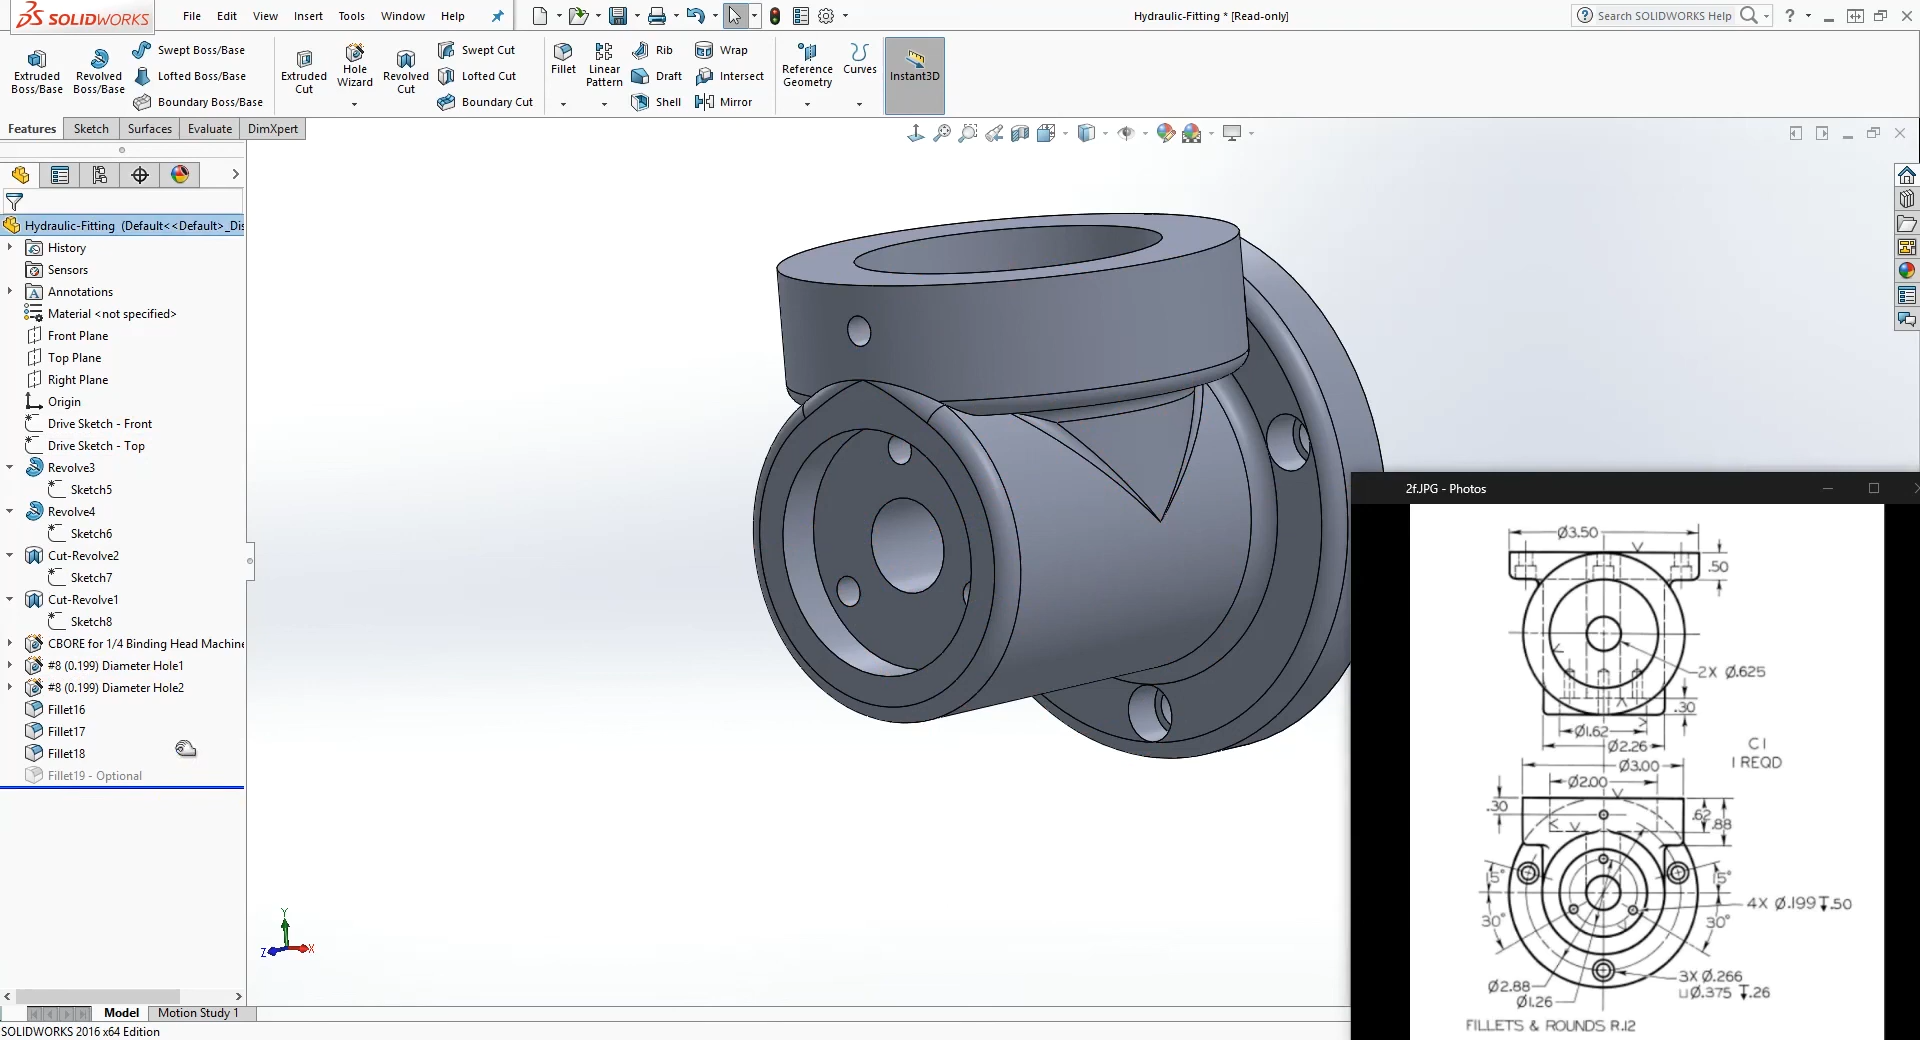 SOLIDWORKS
File Edit View Insert Tools Window Help
Hydraulic-Fitting * [Read-only]
Search SOLIDWORKS Help
Extruded Boss/Base
Revolved Boss/Base
Swept Boss/Base
Lofted Boss/Base
Boundary Boss/Base
Extruded Cut
Hole Wizard
Revolved Cut
Swept Cut
Lofted Cut
Boundary Cut
Fillet
Linear Pattern
Rib
Draft
Shell
Wrap
Intersect
Mirror
Reference Geometry
Curves
Instant3D
Features Sketch Surfaces Evaluate DimXpert
Hydraulic-Fitting (Default<<Default>_Dis
History
Sensors
Annotations
Material <not specified>
Front Plane
Top Plane
Right Plane
Origin
Drive Sketch - Front
Drive Sketch - Top
Revolve3
Sketch5
Revolve4
Sketch6
Cut-Revolve2
Sketch7
Cut-Revolve1
Sketch8
CBORE for 1/4 Binding Head Machine
#8 (0.199) Diameter Hole1
#8 (0.199) Diameter Hole2
Fillet16
Fillet17
Fillet18
Fillet19 - Optional
Y
Z
X
2f.JPG - Photos
Ø3.50
.50
2X Ø.625
.30
Ø1.62
Ø2.26
C I
I REQD
Ø3.00
Ø2.00
.30
.62
.88
15°
15°
4X Ø.199↧.50
30°
30°
3X Ø.266
⌴Ø.375 ↧.26
Ø2.88
Ø1.26
FILLETS & ROUNDS R.12
Model Motion Study 1
SOLIDWORKS 2016 x64 Edition